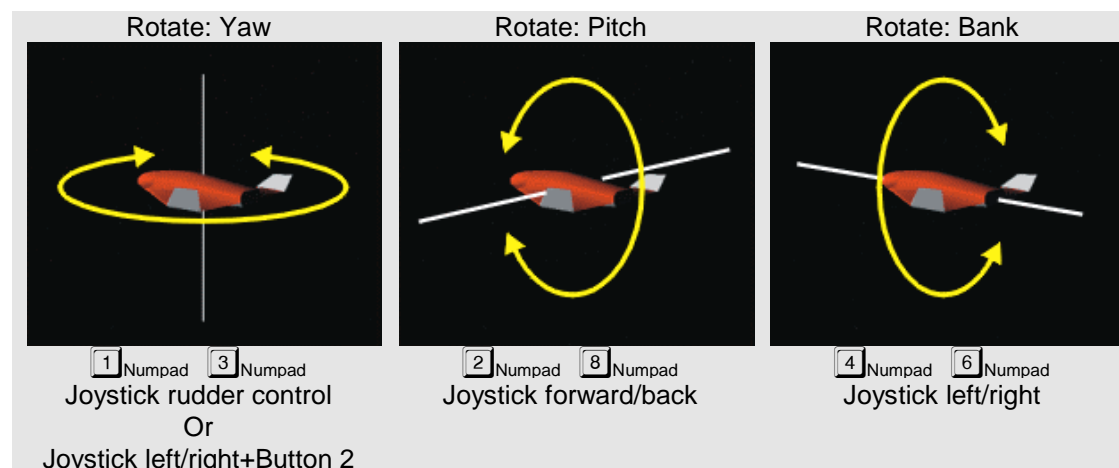 Rotate: Yaw
1 Numpad 3 Numpad
Joystick rudder control
Or
Joystick left/right+Button 2
Rotate: Pitch
2 Numpad 8 Numpad
Joystick forward/back
Rotate: Bank
4 Numpad 6 Numpad
Joystick left/right